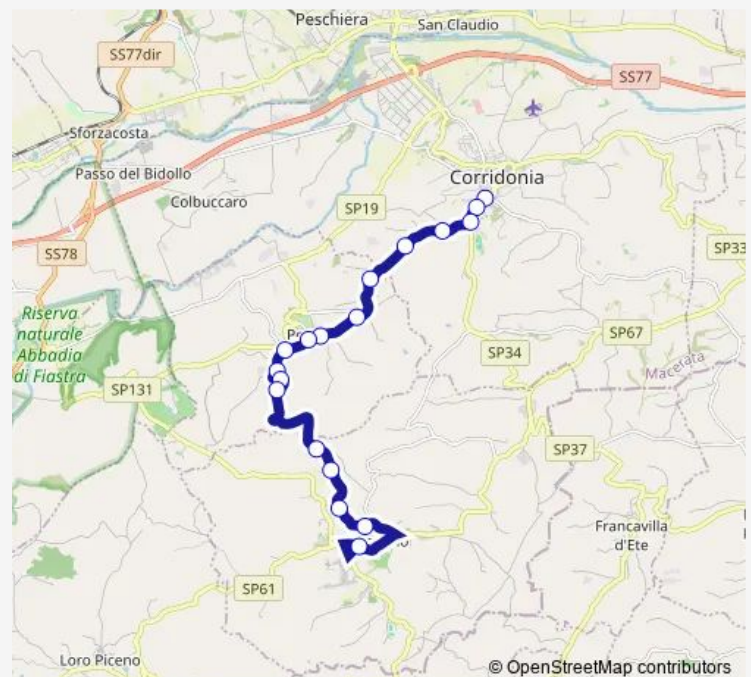 Peschiera
San Claudio
SS77dir
SS77
Sforzacosta
Passo del Bidollo
Corridonia
Colbuccaro
SP19
SS78
SP33
Riserva
naturale
Abbadia
di Fiastra
SP67
SP34
Macerata
SP131
SP37
Francavilla
d'Ete
SP61
Loro Piceno
© OpenStreetMap contributors